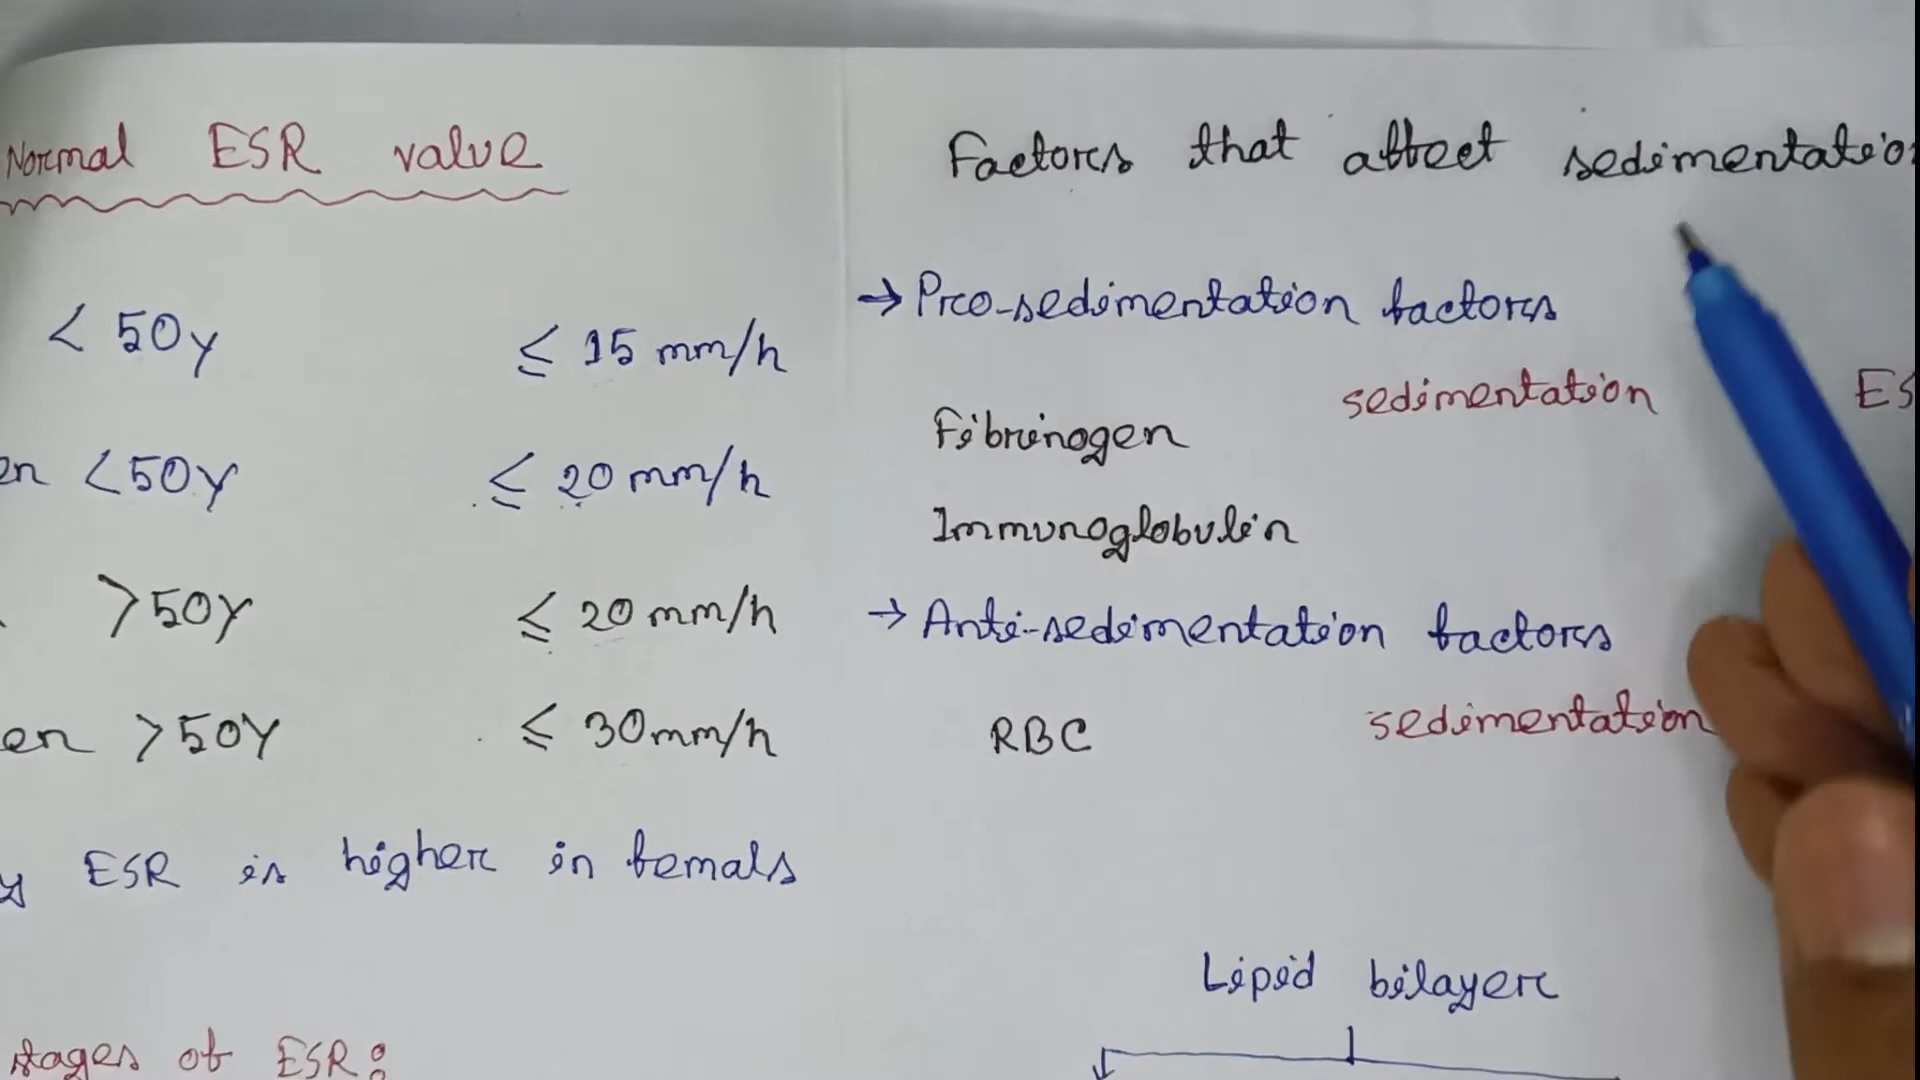 Normal ESR value
< 50y ≤ 15 mm/h
en <50y ≤ 20 mm/h
>50y ≤ 20 mm/h
en >50y ≤ 30mm/h
y ESR is higher in femals
stages of ESR:
Factors that affect sedimentatio
→ Pro-sedimentation factors
sedimentation ES
Fibrinogen
Immunoglobulin
→ Anti-sedimentation factors
RBC sedimentation
Lipid bilayer